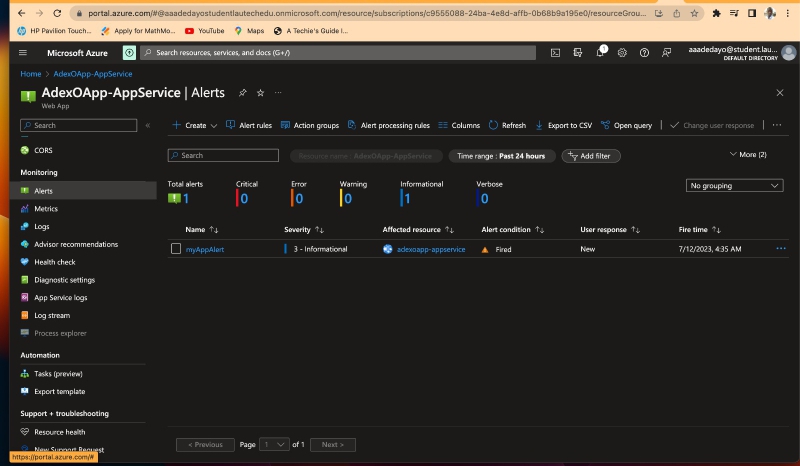 portal.azure.com/#@aaadedayostudentlautechedu.onmicrosoft.com/resource/subscriptions/c9555088-24ba-4e8d-affb-0b68b9a195e0/resourceGrou...
HP Pavilion Touch...
Apply for MathMo...
YouTube
Maps
A Techie's Guide I...
Microsoft Azure
Search resources, services, and docs (G+/)
1
aaadedayo@student.lau...
DEFAULT DIRECTORY
Home > AdexOApp-AppService
AdexOApp-AppService | Alerts
Web App
Search
Create
Alert rules
Action groups
Alert processing rules
Columns
Refresh
Export to CSV
Open query
Change user response
CORS
Monitoring
Alerts
Metrics
Logs
Advisor recommendations
Health check
Diagnostic settings
App Service logs
Log stream
Process explorer
Automation
Tasks (preview)
Export template
Support + troubleshooting
Resource health
New Support Request
https://portal.azure.com/#
Search
Resource name : AdexOApp-AppService
Time range : Past 24 hours
Add filter
More (2)
Total alerts
1
Critical
0
Error
0
Warning
0
Informational
1
Verbose
0
No grouping
Name ↑↓ Severity ↑↓ Affected resource ↑↓ Alert condition ↑↓ User response ↑↓ Fire time ↑↓
myAppAlert 3 - Informational adexoapp-appservice Fired New 7/12/2023, 4:35 AM
< Previous Page 1 of 1 Next >